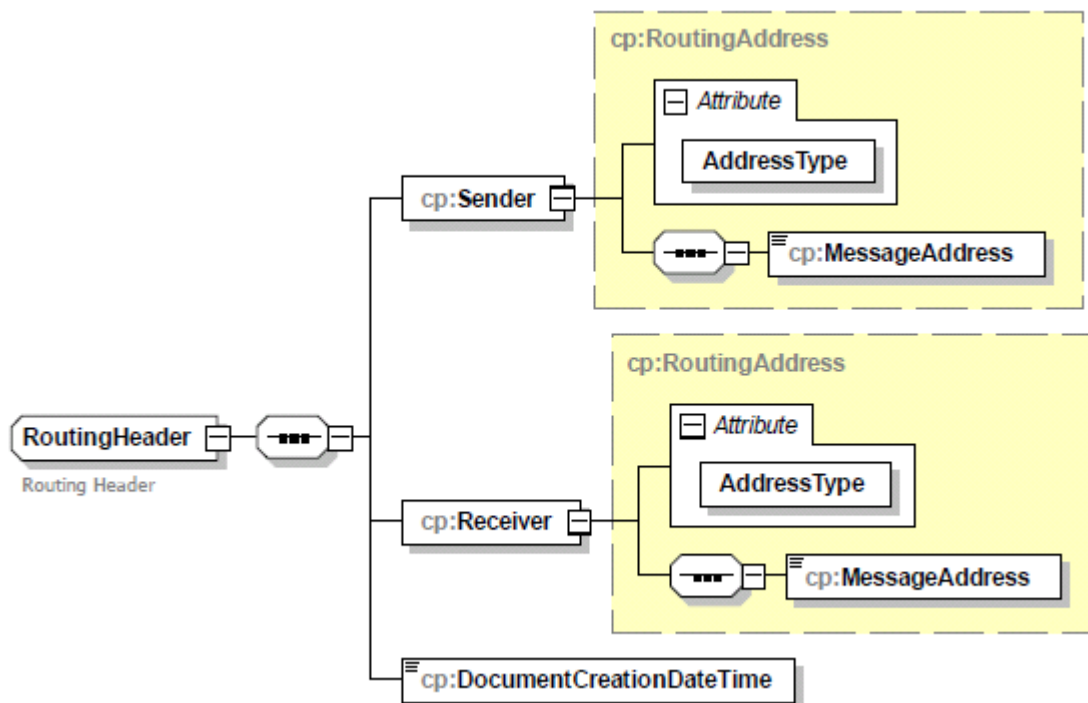 cp:RoutingAddress
Attribute
AddressType
cp:Sender
cp:MessageAddress
cp:RoutingAddress
Attribute
RoutingHeader
Routing Header
AddressType
cp:Receiver
cp:MessageAddress
cp:DocumentCreationDateTime